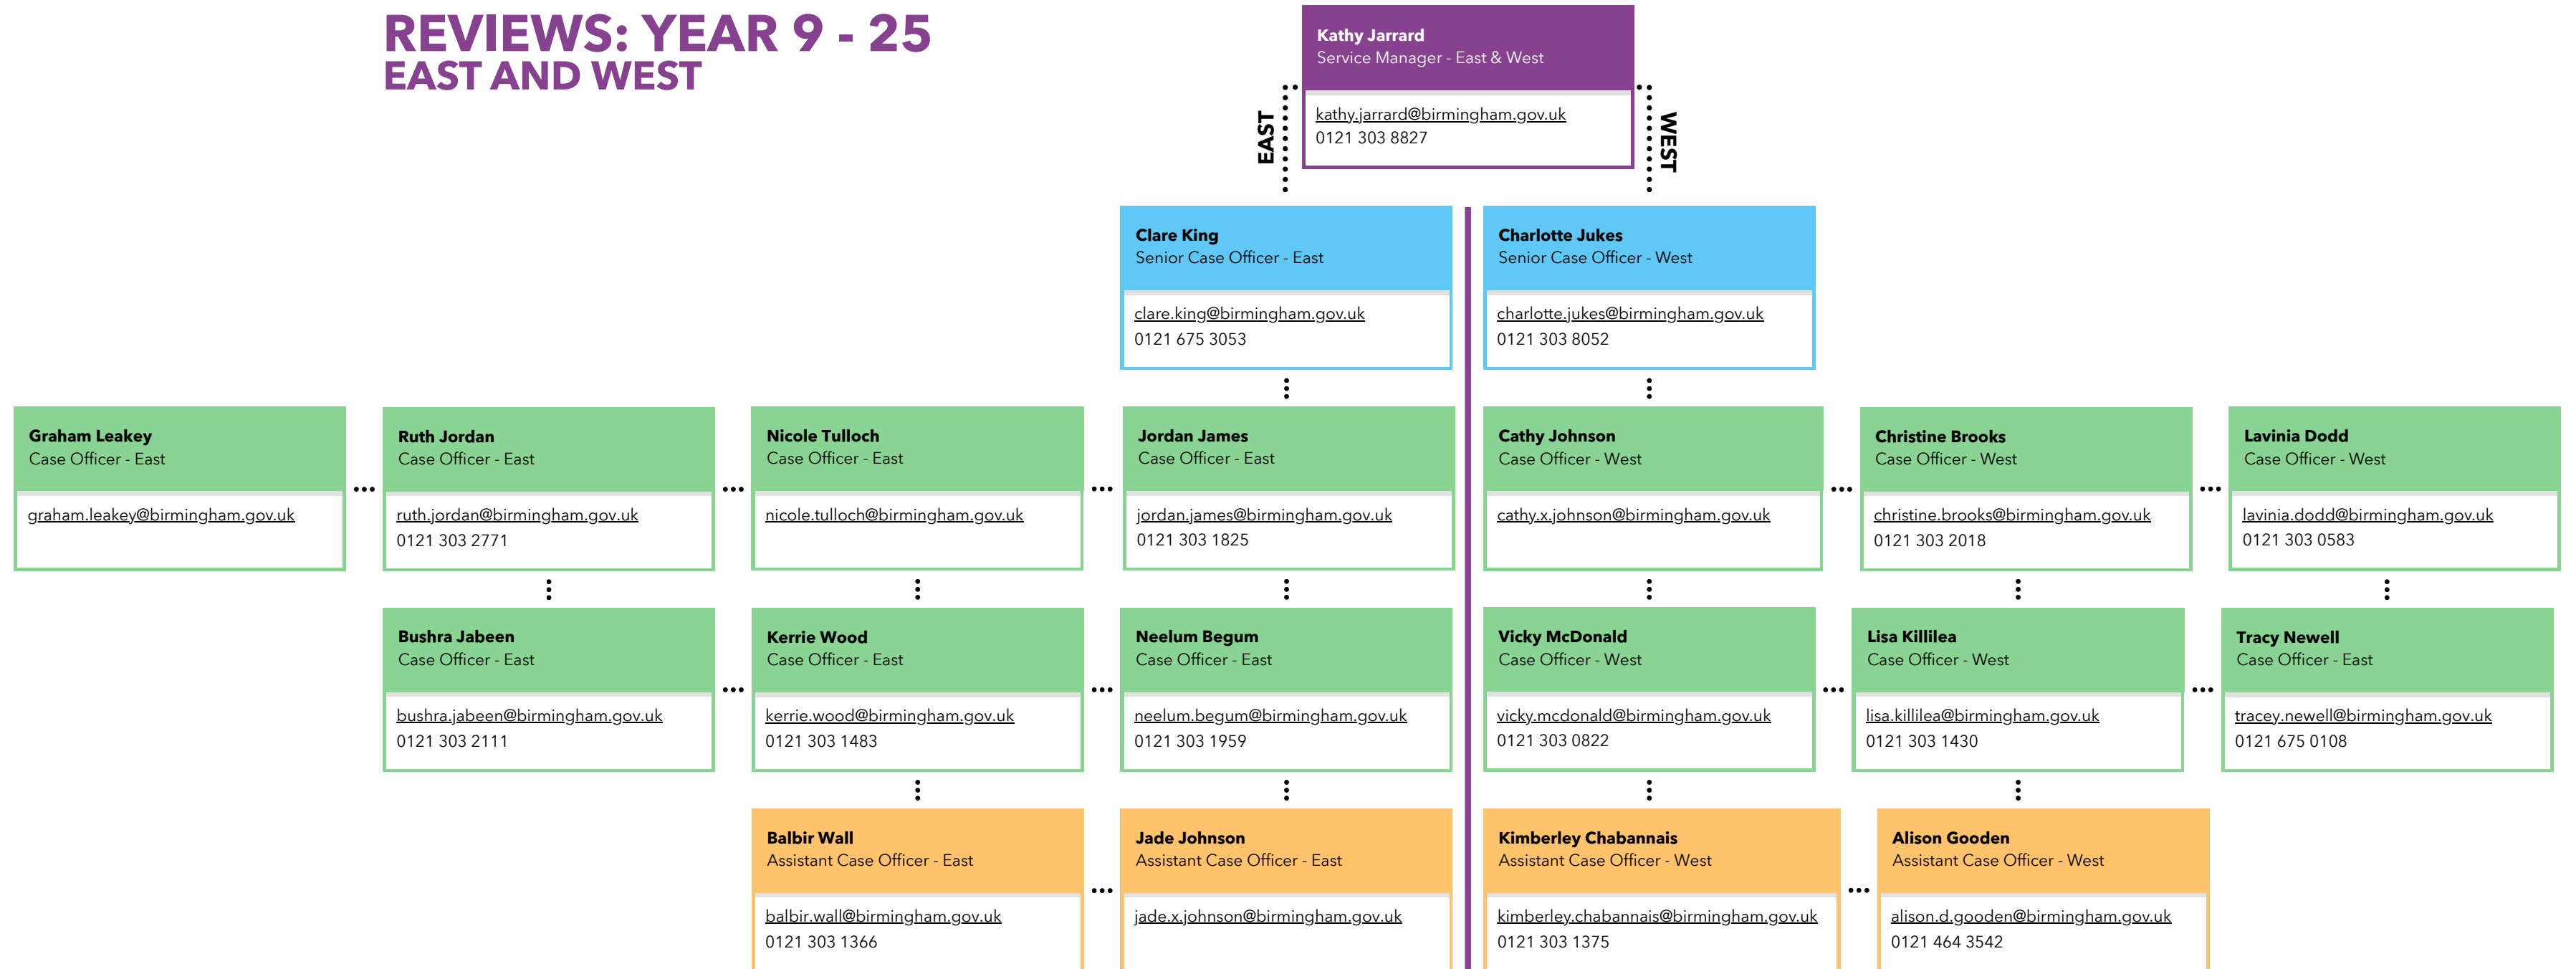 REVIEWS: YEAR 9 - 25
EAST AND WEST
Kathy Jarrard
Service Manager - East & West
kathy.jarrard@birmingham.gov.uk
0121 303 8827
EAST
WEST
Clare King
Senior Case Officer - East
clare.king@birmingham.gov.uk
0121 675 3053
Charlotte Jukes
Senior Case Officer - West
charlotte.jukes@birmingham.gov.uk
0121 303 8052
Graham Leakey
Case Officer - East
graham.leakey@birmingham.gov.uk
Ruth Jordan
Case Officer - East
ruth.jordan@birmingham.gov.uk
0121 303 2771
Nicole Tulloch
Case Officer - East
nicole.tulloch@birmingham.gov.uk
Jordan James
Case Officer - East
jordan.james@birmingham.gov.uk
0121 303 1825
Cathy Johnson
Case Officer - West
cathy.x.johnson@birmingham.gov.uk
Christine Brooks
Case Officer - West
christine.brooks@birmingham.gov.uk
0121 303 2018
Lavinia Dodd
Case Officer - West
lavinia.dodd@birmingham.gov.uk
0121 303 0583
Bushra Jabeen
Case Officer - East
bushra.jabeen@birmingham.gov.uk
0121 303 2111
Kerrie Wood
Case Officer - East
kerrie.wood@birmingham.gov.uk
0121 303 1483
Neelum Begum
Case Officer - East
neelum.begum@birmingham.gov.uk
0121 303 1959
Vicky McDonald
Case Officer - West
vicky.mcdonald@birmingham.gov.uk
0121 303 0822
Lisa Killilea
Case Officer - West
lisa.killilea@birmingham.gov.uk
0121 303 1430
Tracy Newell
Case Officer - East
tracey.newell@birmingham.gov.uk
0121 675 0108
Balbir Wall
Assistant Case Officer - East
balbir.wall@birmingham.gov.uk
0121 303 1366
Jade Johnson
Assistant Case Officer - East
jade.x.johnson@birmingham.gov.uk
Kimberley Chabannais
Assistant Case Officer - West
kimberley.chabannais@birmingham.gov.uk
0121 303 1375
Alison Gooden
Assistant Case Officer - West
alison.d.gooden@birmingham.gov.uk
0121 464 3542